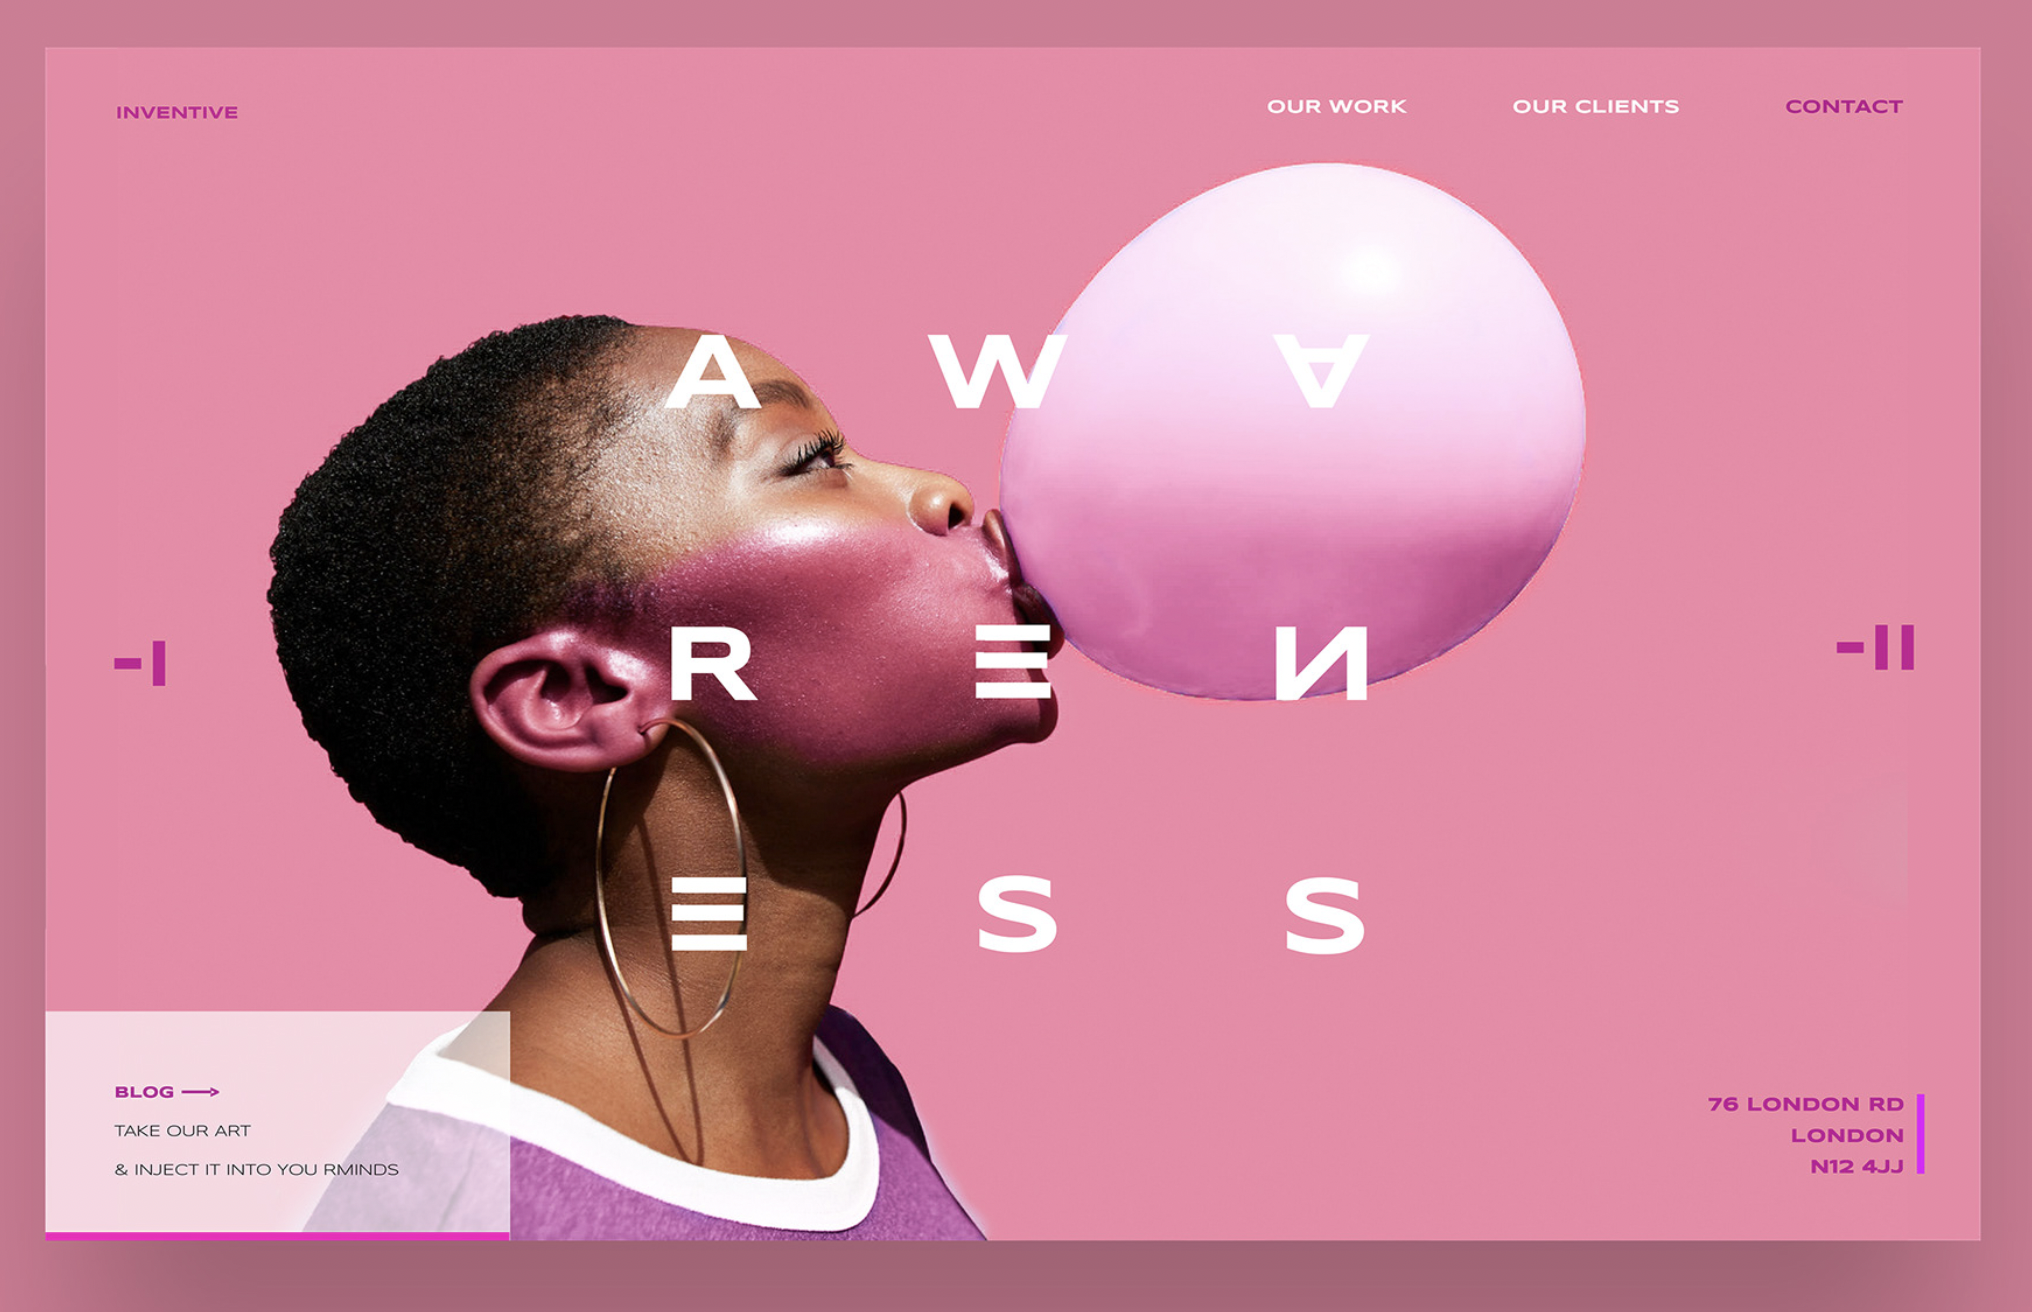 INVENTIVE
OUR WORK OUR CLIENTS CONTACT
A W ∀
R Ξ И
Ξ S S
-I
-II
BLOG →
TAKE OUR ART
& INJECT IT INTO YOU RMINDS
76 LONDON RD
LONDON
N12 4JJ